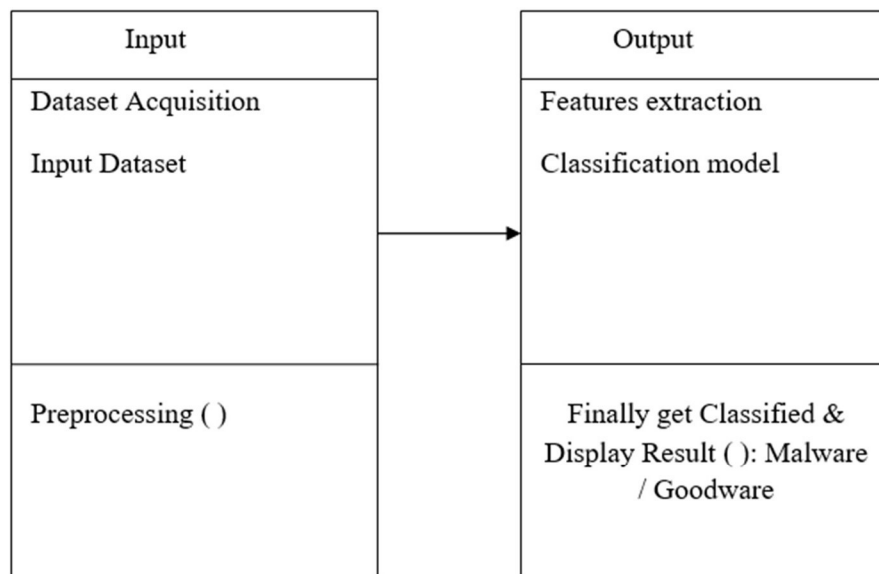 Input
Dataset Acquisition
Input Dataset
Preprocessing ( )
Output
Features extraction
Classification model
Finally get Classified &
Display Result ( ): Malware
/ Goodware